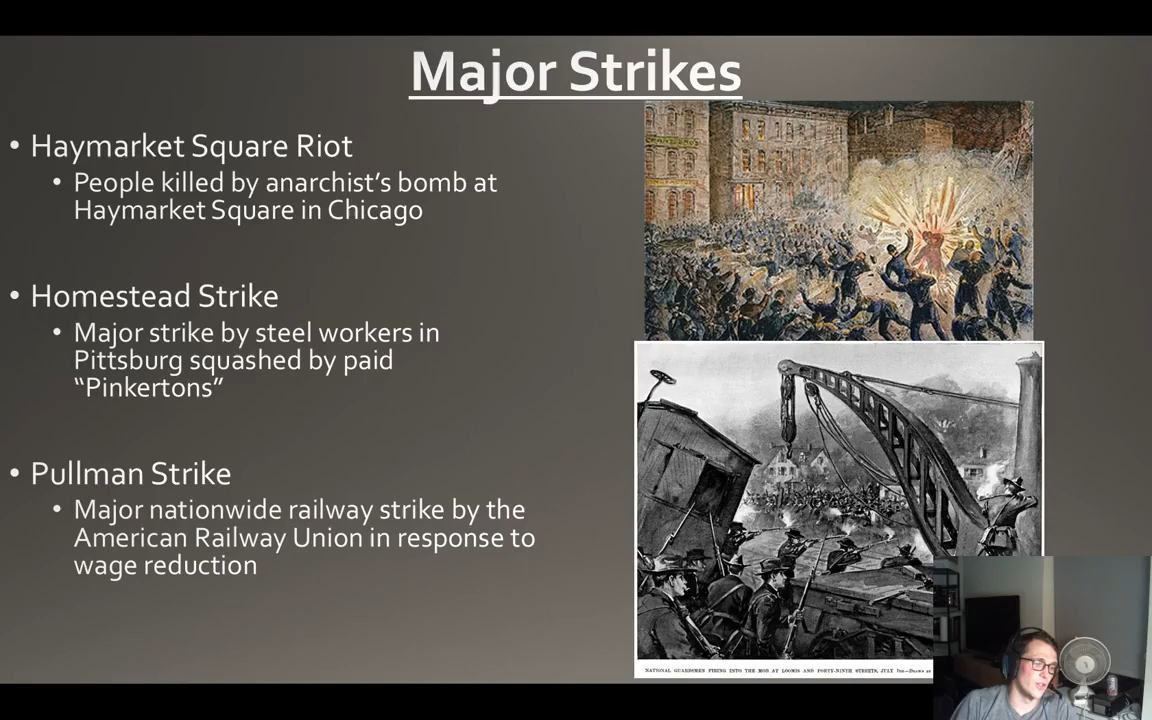 Major Strikes
• Haymarket Square Riot
• People killed by anarchist’s bomb at
Haymarket Square in Chicago
• Homestead Strike
• Major strike by steel workers in
Pittsburg squashed by paid
“Pinkertons”
• Pullman Strike
• Major nationwide railway strike by the
American Railway Union in response to
wage reduction
NATIONAL GUARDSMEN FIRING INTO THE MOB AT LOOMIS AND FORTY-NINTH STREETS, JULY